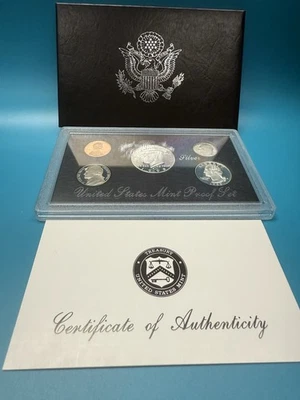 Silver
United States Mint Proof Set
TREASURY
UNITED STATES MINT
Certificate of Authenticity